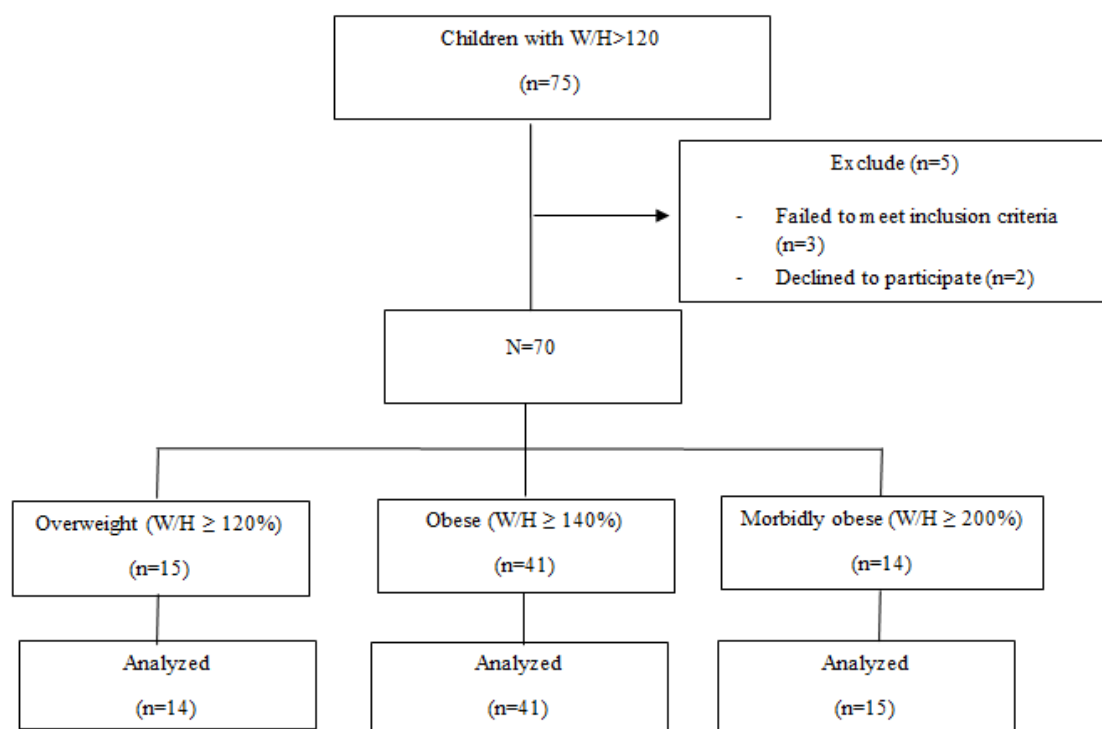 Children with W/H>120
(n=75)
Exclude (n=5)
- Failed to meet inclusion criteria
(n=3)
- Declined to participate (n=2)
N=70
Overweight (W/H ≥ 120%)
(n=15)
Obese (W/H ≥ 140%)
(n=41)
Morbidly obese (W/H ≥ 200%)
(n=14)
Analyzed
(n=14)
Analyzed
(n=41)
Analyzed
(n=15)